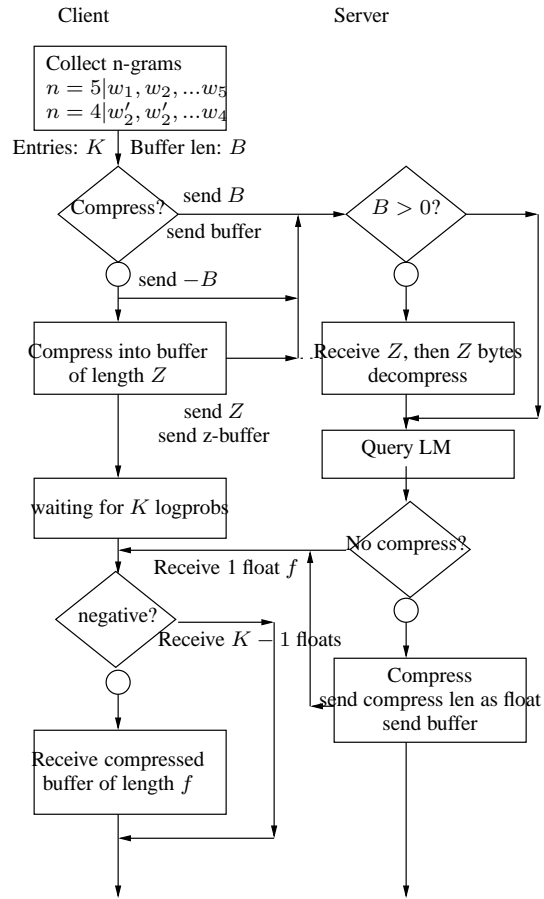 Client
Server
Collect n-grams
n = 5|w₁, w₂, ...w₅
n = 4|w′₂, w′₂, ...w₄
Entries: K Buffer len: B
Compress?
send B
send buffer
B > 0?
send −B
Compress into buffer
of length Z
Receive Z, then Z bytes
decompress
send Z
send z-buffer
Query LM
waiting for K logprobs
No compress?
Receive 1 float f
negative?
Receive K − 1 floats
Compress
send compress len as float
send buffer
Receive compressed
buffer of length f